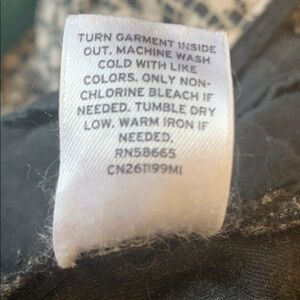 TURN GARMENT INSIDE
OUT. MACHINE WASH
COLD WITH LIKE
COLORS. ONLY NON-
CHLORINE BLEACH IF
NEEDED. TUMBLE DRY
LOW. WARM IRON IF
NEEDED.
RN58665
CN261199MI